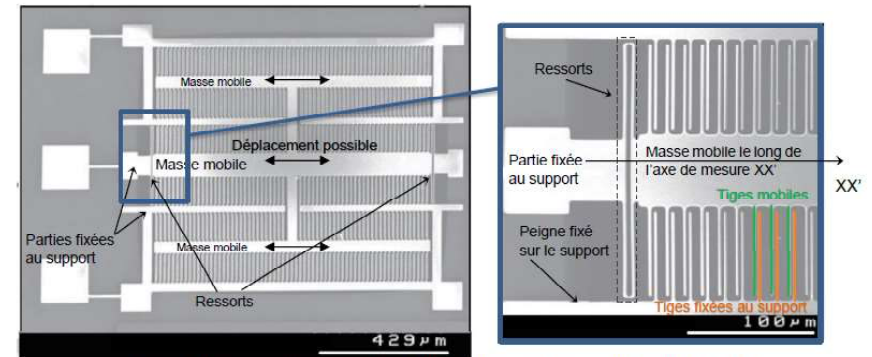 Masse mobile
Déplacement possible
Masse mobile
Parties fixées
au support
Masse mobile
Ressorts
429µm
Ressorts
Partie fixée
au support
Masse mobile le long de
l'axe de mesure XX'
XX'
Tiges mobiles
Peigne fixé
sur le support
Tiges fixées au support
100µm